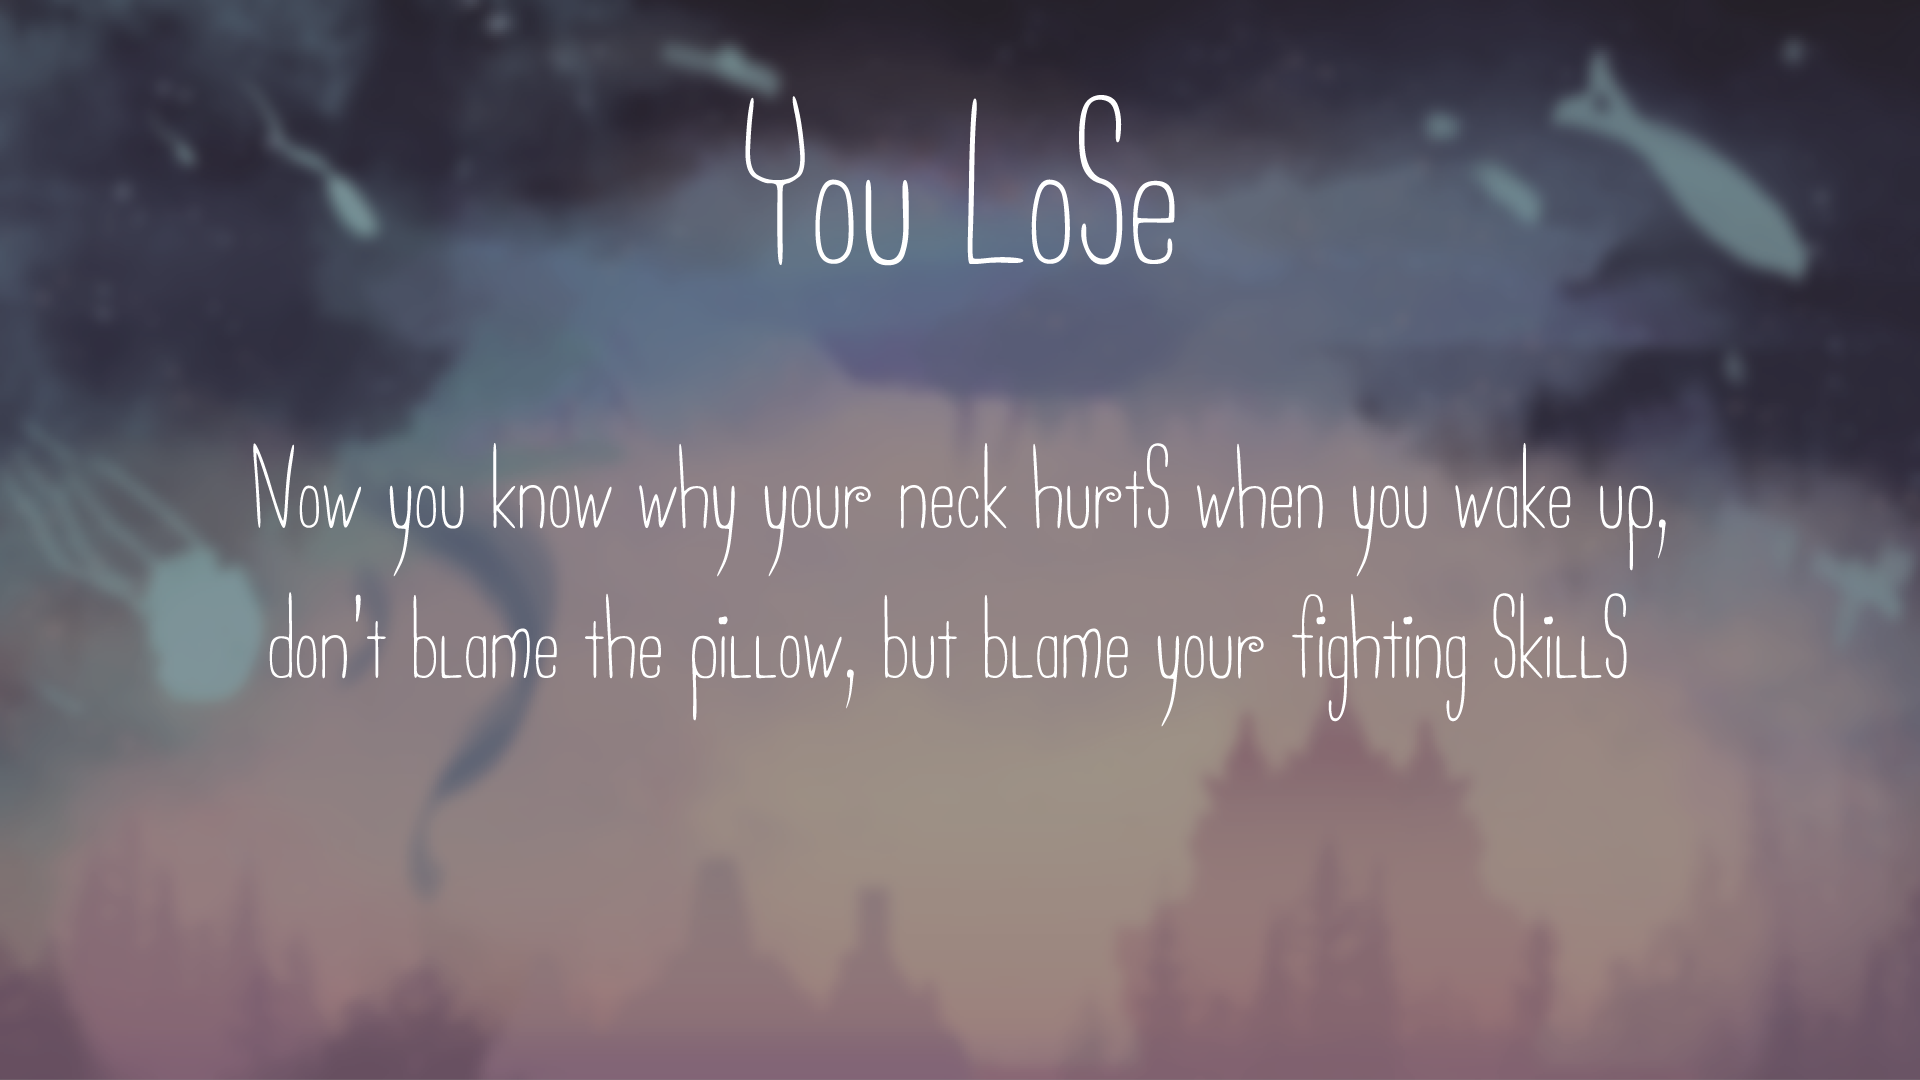 You Lose
Now you know why your neck hurts when you wake up,
don't blame the pillow, but blame your fighting skills